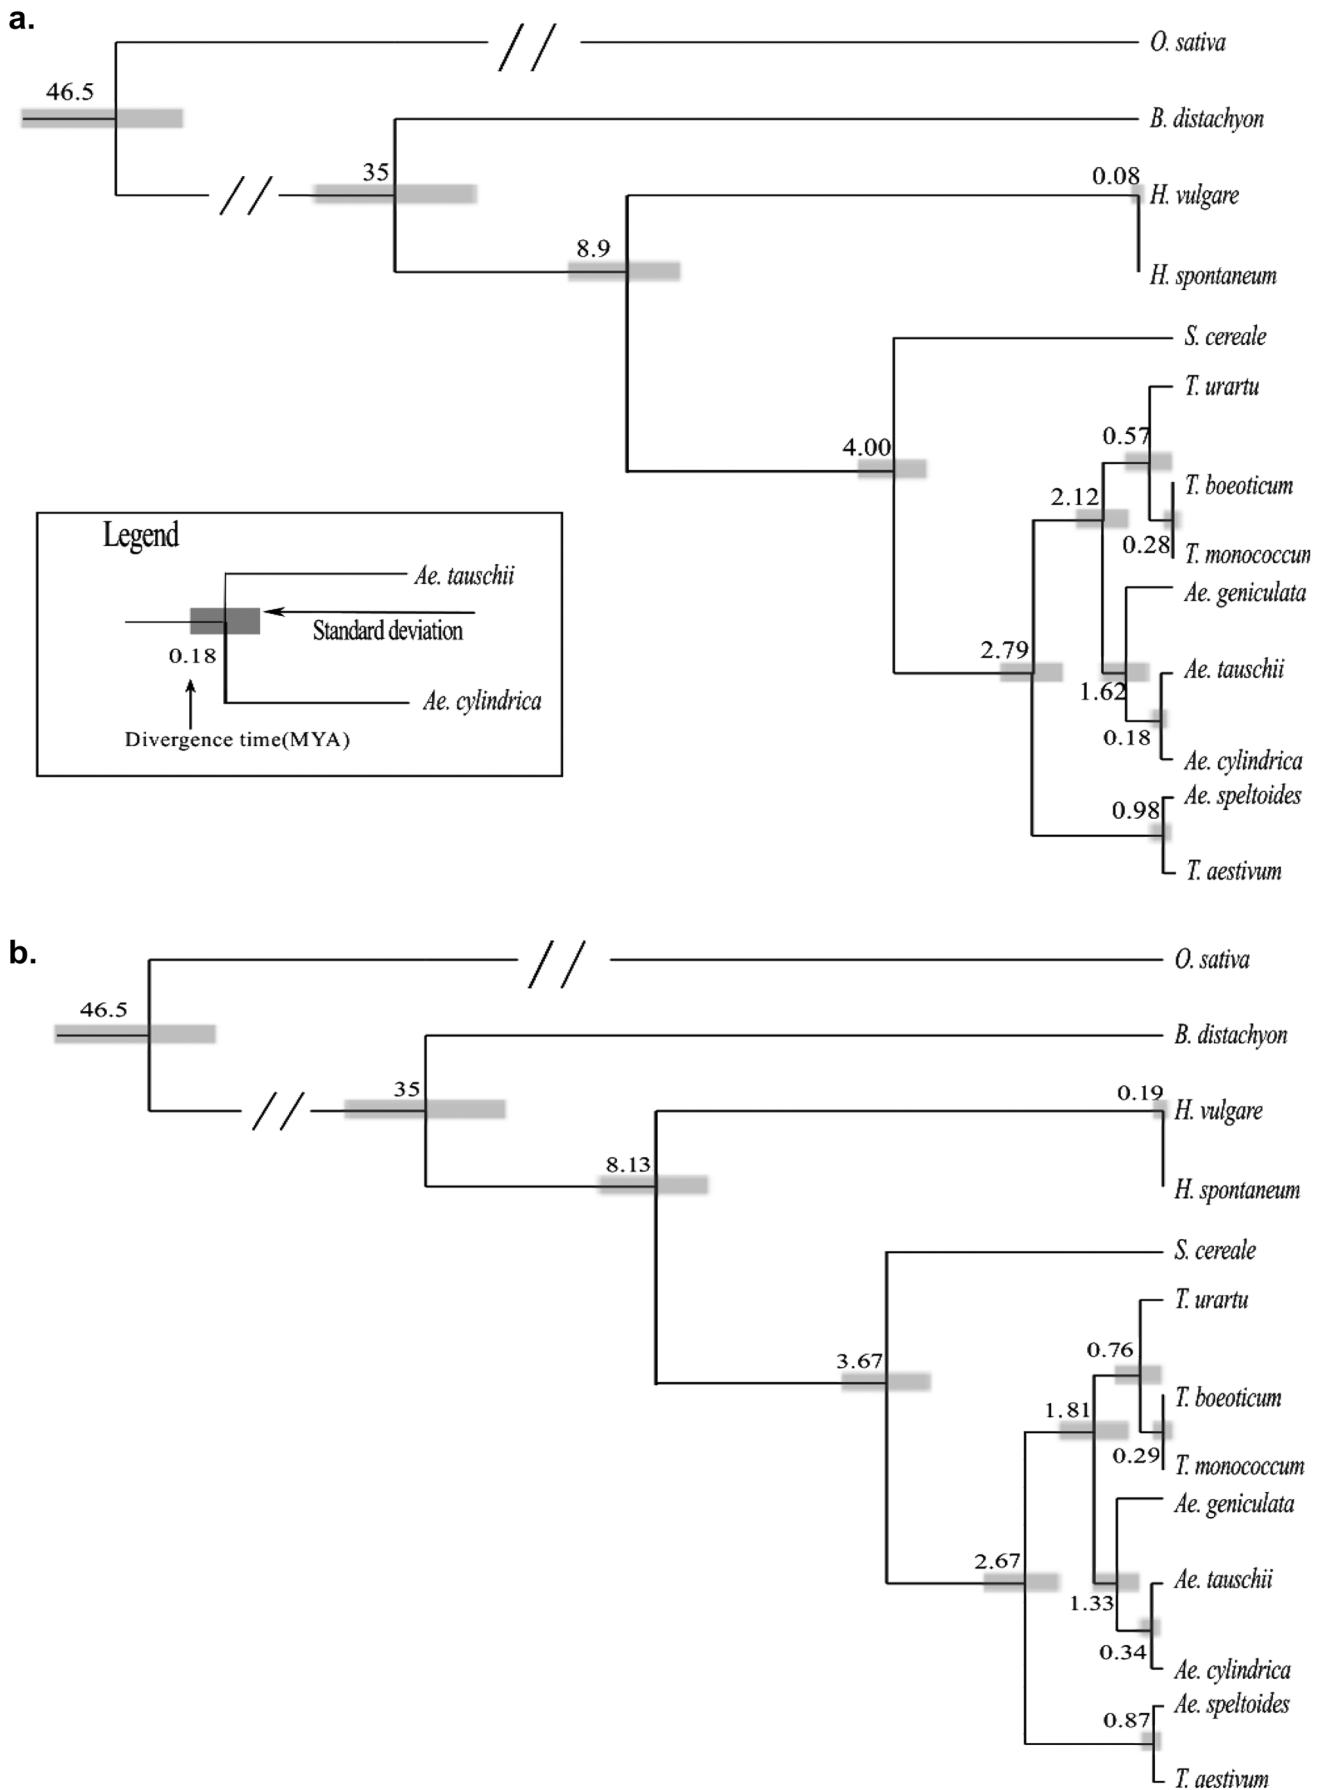 a.
O. sativa
46.5
B. distachyon
35
0.08
H. vulgare
8.9
H. spontaneum
S. cereale
T. urartu
0.57
4.00
T. boeoticum
2.12
0.28
T. monococcun
Ae. geniculata
2.79
Ae. tauschii
1.62
0.18
Ae. cylindrica
Ae. speltoides
0.98
T. aestivum
Legend
Ae. tauschii
Standard deviation
0.18
Ae. cylindrica
Divergence time(MYA)
b.
O. sativa
46.5
B. distachyon
35
0.19
H. vulgare
8.13
H. spontaneum
S. cereale
T. urartu
0.76
3.67
T. boeoticum
1.81
0.29
T. monococcum
Ae. geniculata
2.67
Ae. tauschii
1.33
0.34
Ae. cylindrica
Ae. speltoides
0.87
T. aestivum